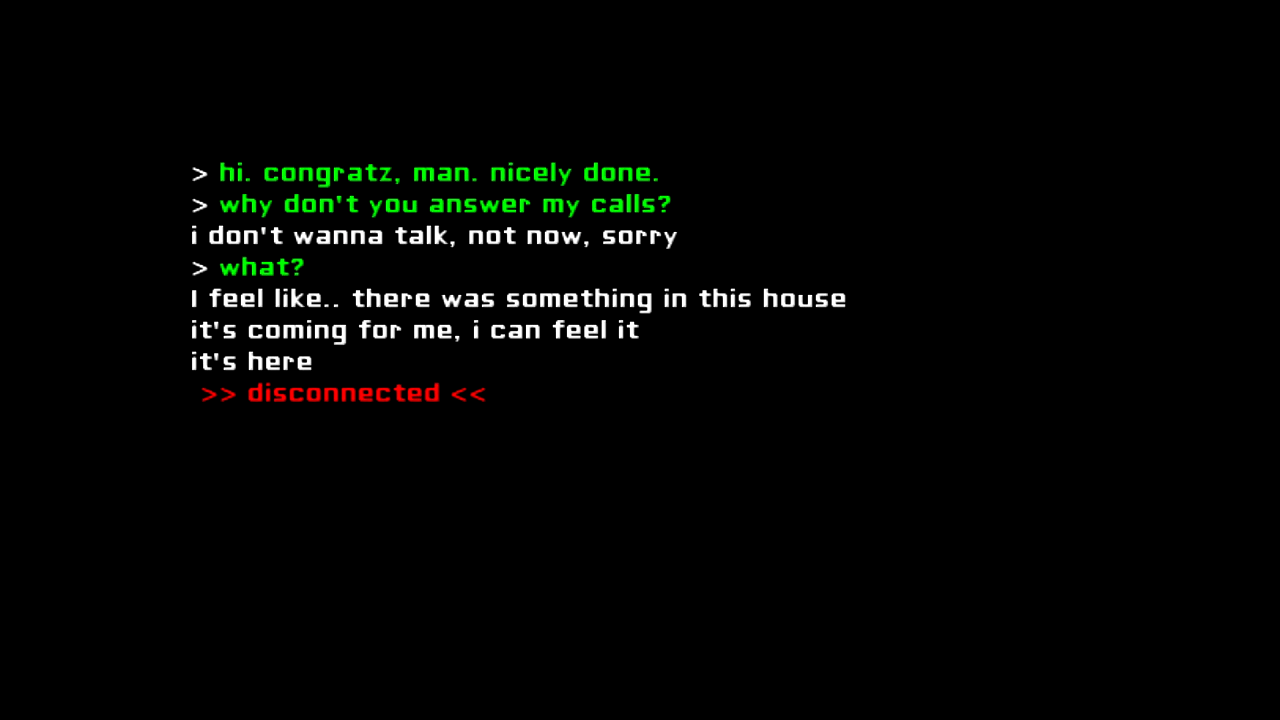 > hi. congratz, man. nicely done.
> why don't you answer my calls?
i don't wanna talk, not now, sorry
> what?
I feel like.. there was something in this house
it's coming for me, i can feel it
it's here
>> disconnected <<